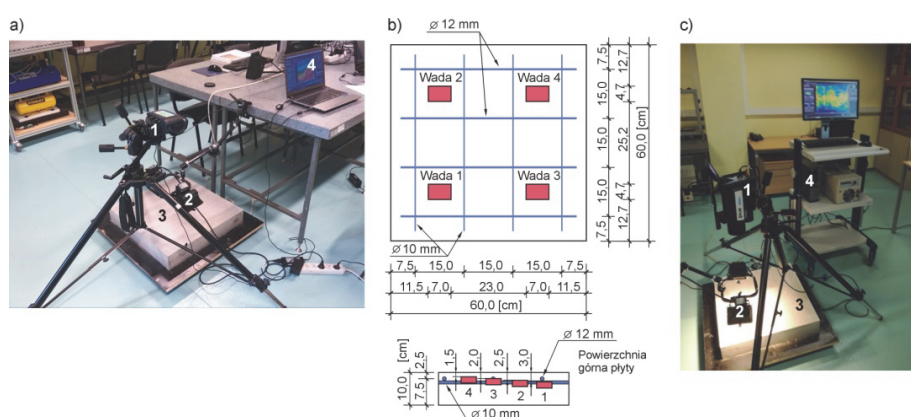 a)
1
2
3
4
b)
Ø 12 mm
Wada 2
Wada 4
Wada 1
Wada 3
Ø 10 mm
7,5
15,0
15,0
15,0
7,5
12,7
4,7
25,2
4,7
12,7
60,0 [cm]
7,5
15,0
15,0
15,0
7,5
11,5
7,0
23,0
7,0
11,5
60,0 [cm]
[cm]
2,5
7,5
10,0
1,5
2,0
2,5
3,0
Ø 12 mm
Powierzchnia
górna płyty
4
3
2
1
Ø 10 mm
c)
1
2
3
4